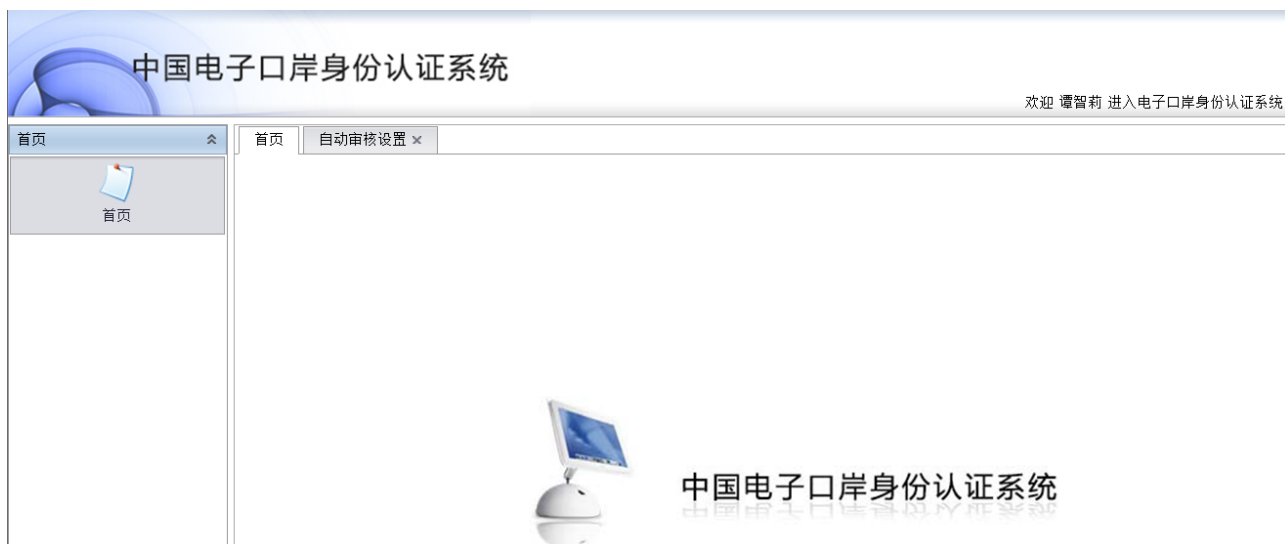 中国电子口岸身份认证系统
欢迎 谭智莉 进入电子口岸身份认证系统
首页
首页 自动审核设置
首页
中国电子口岸身份认证系统